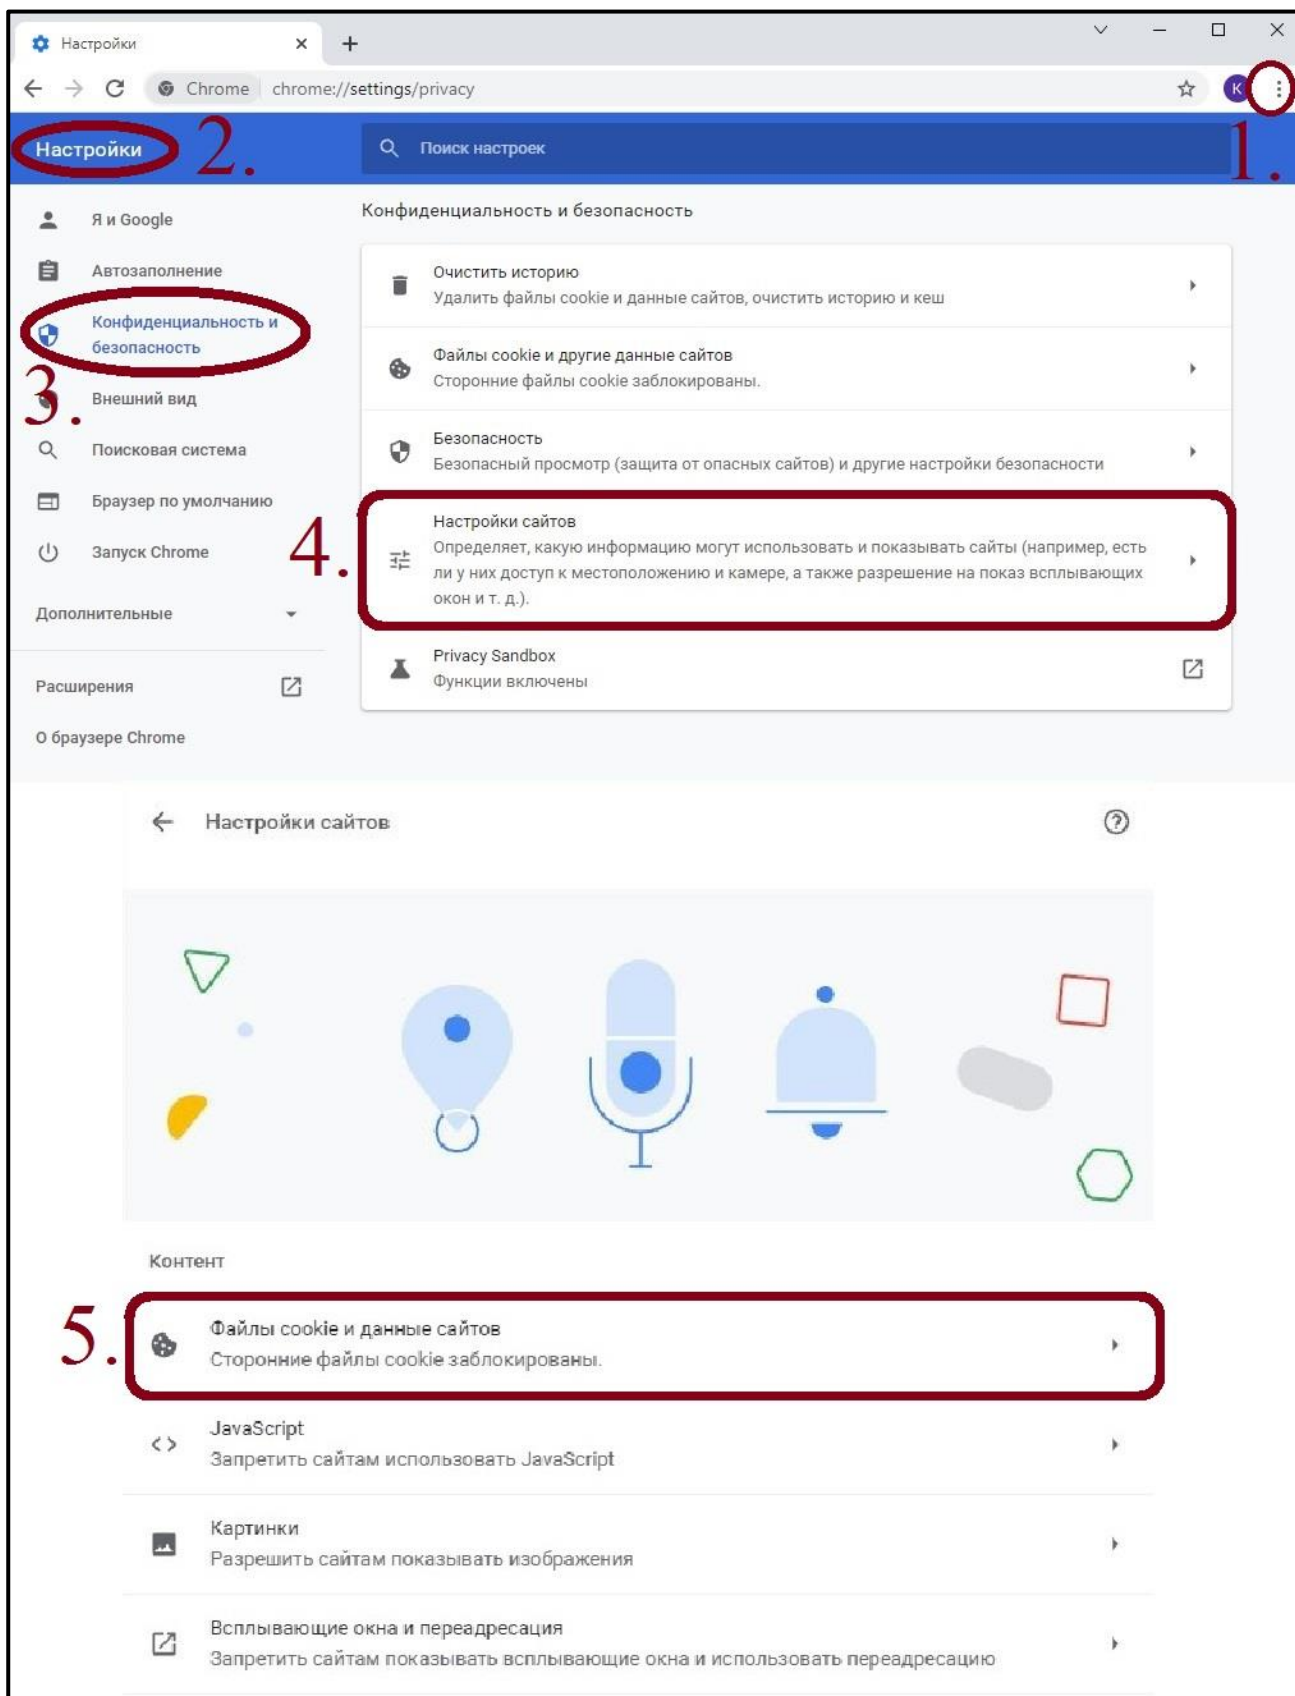 Настройки
Chrome chrome://settings/privacy K
Настройки 2. Поиск настроек 1.
Я и Google
Автозаполнение
Конфиденциальность и
безопасность
3. Внешний вид
Поисковая система
Браузер по умолчанию
Запуск Chrome
Дополнительные
Расширения
О браузере Chrome
Конфиденциальность и безопасность
Очистить историю
Удалить файлы cookie и данные сайтов, очистить историю и кеш
Файлы cookie и другие данные сайтов
Сторонние файлы cookie заблокированы.
Безопасность
Безопасный просмотр (защита от опасных сайтов) и другие настройки безопасности
4.
Настройки сайтов
Определяет, какую информацию могут использовать и показывать сайты (например, есть
ли у них доступ к местоположению и камере, а также разрешение на показ всплывающих
окон и т. д.).
Privacy Sandbox
Функции включены
Настройки сайтов
Контент
5.
Файлы cookie и данные сайтов
Сторонние файлы cookie заблокированы.
JavaScript
Запретить сайтам использовать JavaScript
Картинки
Разрешить сайтам показывать изображения
Всплывающие окна и переадресация
Запретить сайтам показывать всплывающие окна и использовать переадресацию